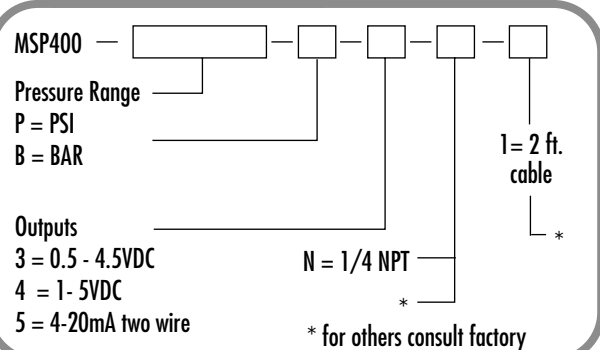 MSP400
Pressure Range
P = PSI
B = BAR
1= 2 ft.
cable
*
Outputs
3 = 0.5 - 4.5VDC
4 = 1- 5VDC
5 = 4-20mA two wire
N = 1/4 NPT
*
* for others consult factory